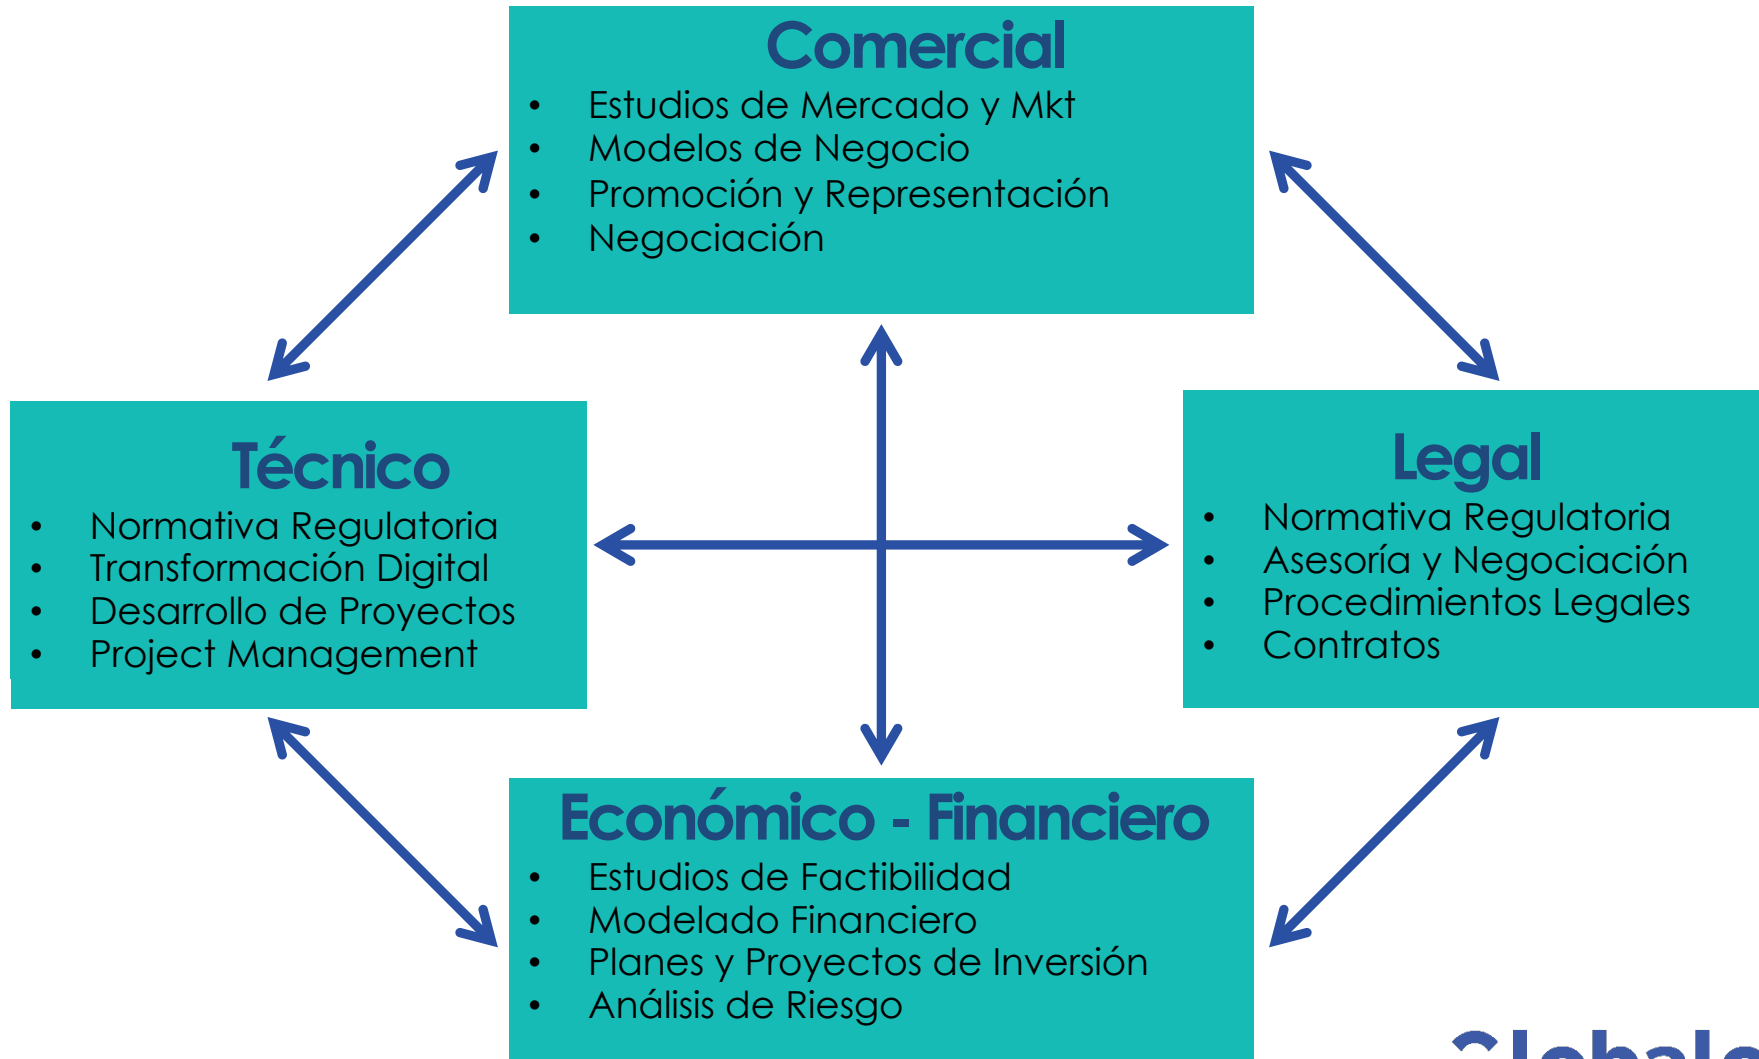 Comercial
• Estudios de Mercado y Mkt
• Modelos de Negocio
• Promoción y Representación
• Negociación
Técnico
• Normativa Regulatoria
• Transformación Digital
• Desarrollo de Proyectos
• Project Management
Legal
• Normativa Regulatoria
• Asesoría y Negociación
• Procedimientos Legales
• Contratos
Económico - Financiero
• Estudios de Factibilidad
• Modelado Financiero
• Planes y Proyectos de Inversión
• Análisis de Riesgo